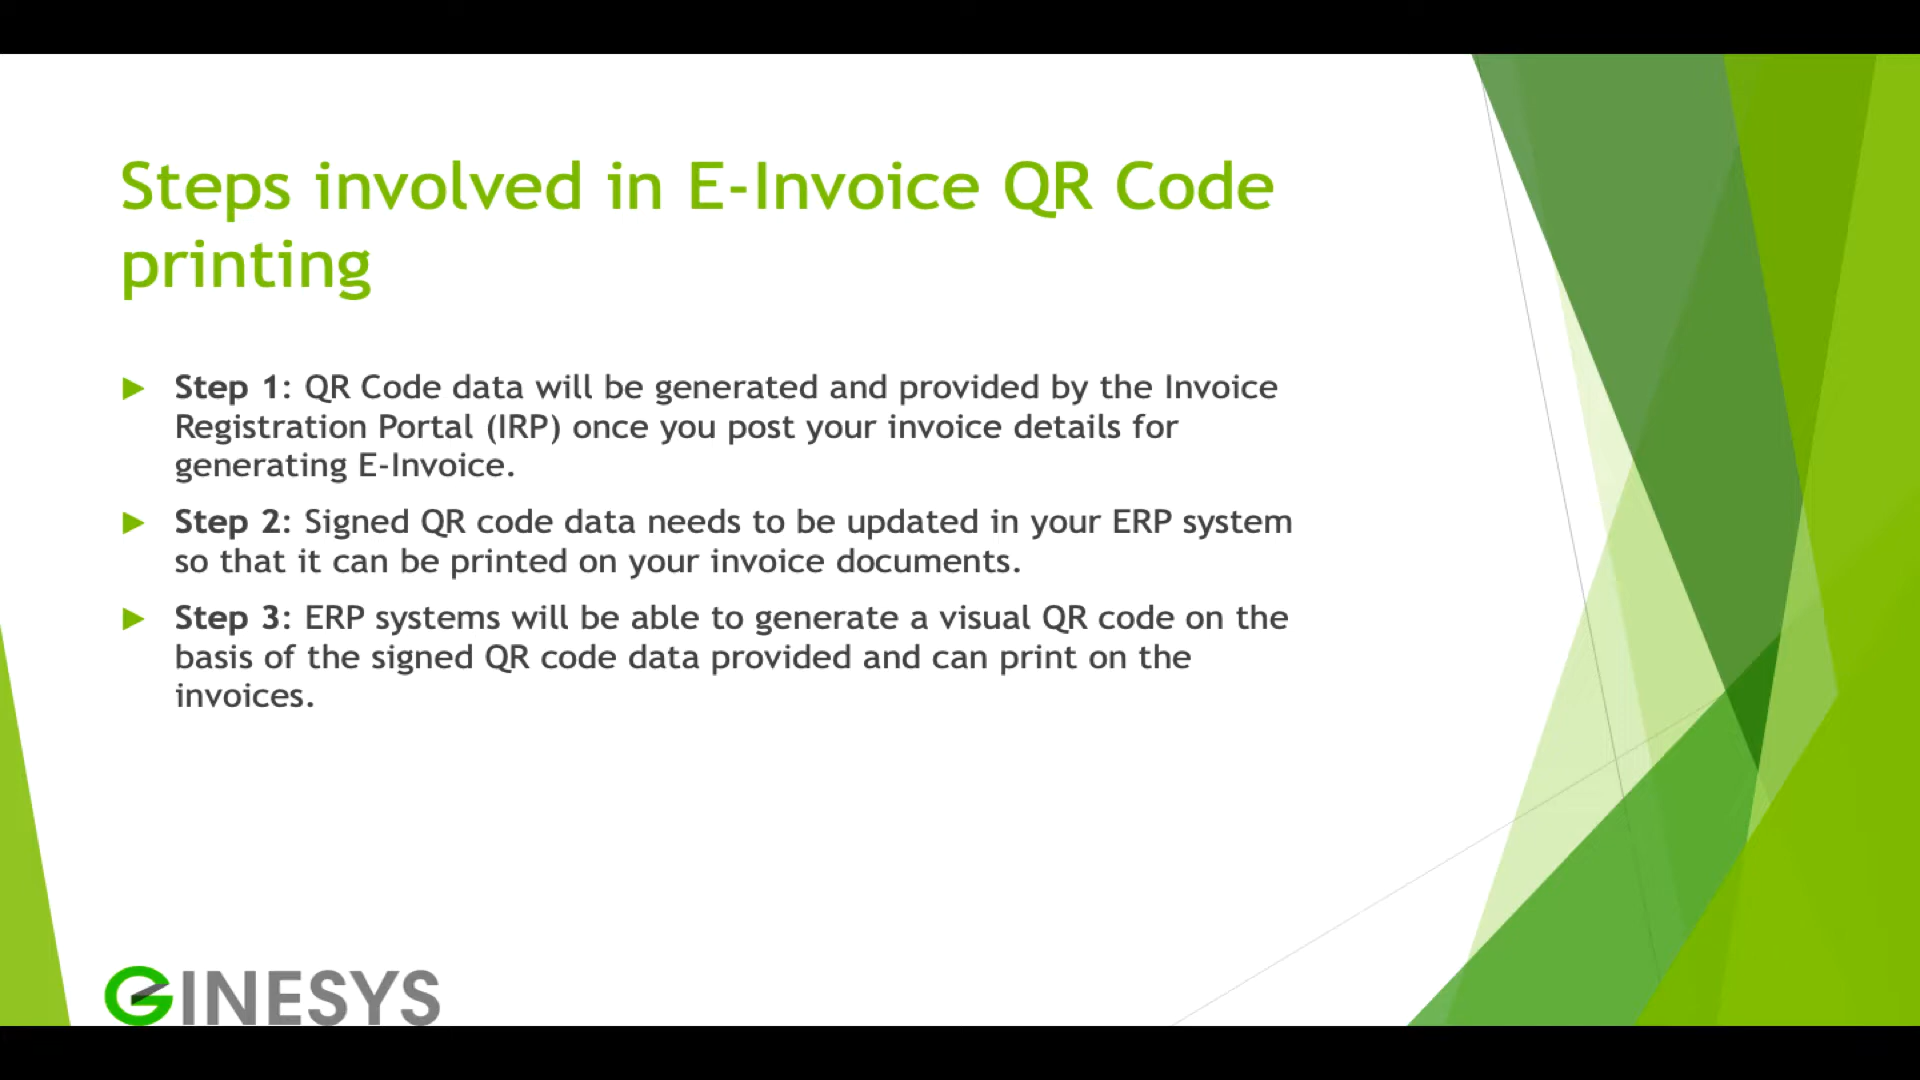 Steps involved in E-Invoice QR Code
printing
Step 1: QR Code data will be generated and provided by the Invoice
Registration Portal (IRP) once you post your invoice details for
generating E-Invoice.
Step 2: Signed QR code data needs to be updated in your ERP system
so that it can be printed on your invoice documents.
Step 3: ERP systems will be able to generate a visual QR code on the
basis of the signed QR code data provided and can print on the
invoices.
GINESYS